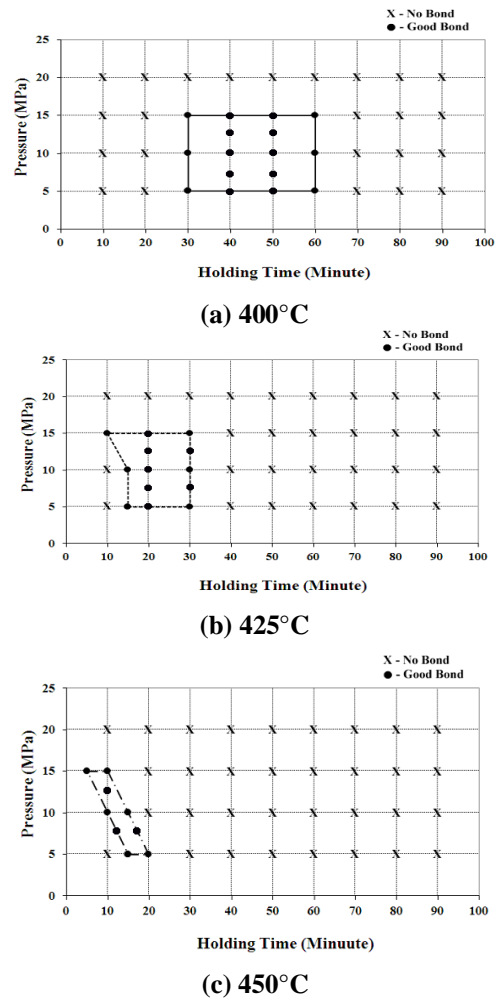 X - No Bond
● - Good Bond
25
20 X X X X X X X X X
15 X X X X X
10 X X X X X
5 X X X X X
0
0 10 20 30 40 50 60 70 80 90 100
Pressure (MPa)
Holding Time (Minute)
(a) 400°C
X - No Bond
● - Good Bond
25
20 X X X X X X X X X
15 X X X X X X
10 X X X X X X X
5 X X X X X X X
0
0 10 20 30 40 50 60 70 80 90 100
Pressure (MPa)
Holding Time (Minute)
(b) 425°C
X - No Bond
● - Good Bond
25
20 X X X X X X X X X
15 X X X X X X X X
10 X X X X X X X X
5 X X X X X X X X
0
0 10 20 30 40 50 60 70 80 90 100
Pressure (MPa)
Holding Time (Minuute)
(c) 450°C